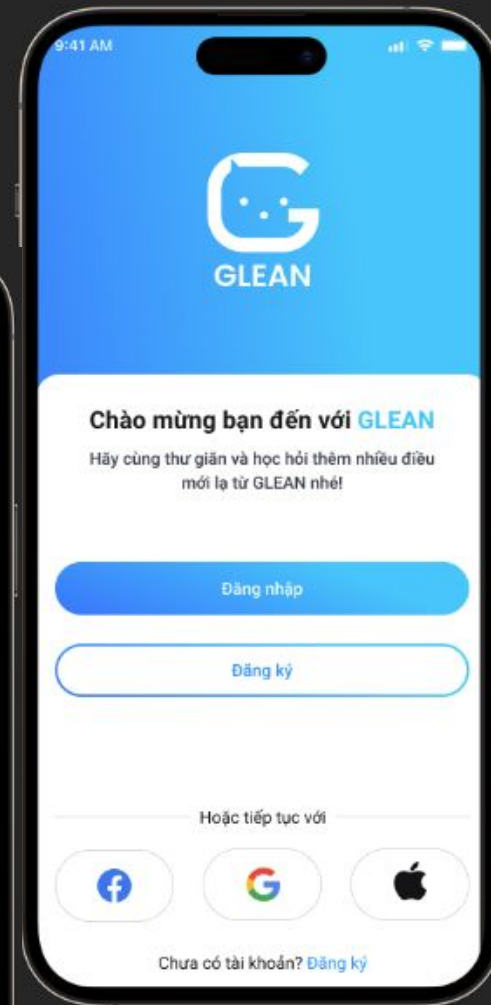 9:41 AM
GLEAN
Chào mừng bạn đến với GLEAN
Hãy cùng thư giãn và học hỏi thêm nhiều điều
mới lạ từ GLEAN nhé!
Đăng nhập
Đăng ký
Hoặc tiếp tục với
Chưa có tài khoản? Đăng ký